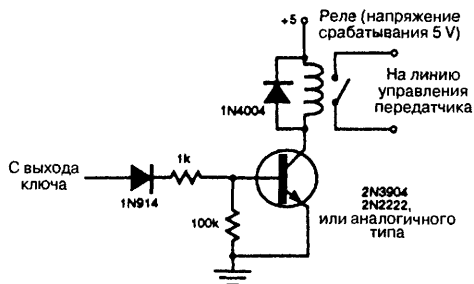 +5
Реле (напряжение
срабатывания 5 V)
1N4004
На линию
управления
передатчика
С выхода
ключа
1N914
1k
100k
2N3904
2N2222,
или аналогичного
типа